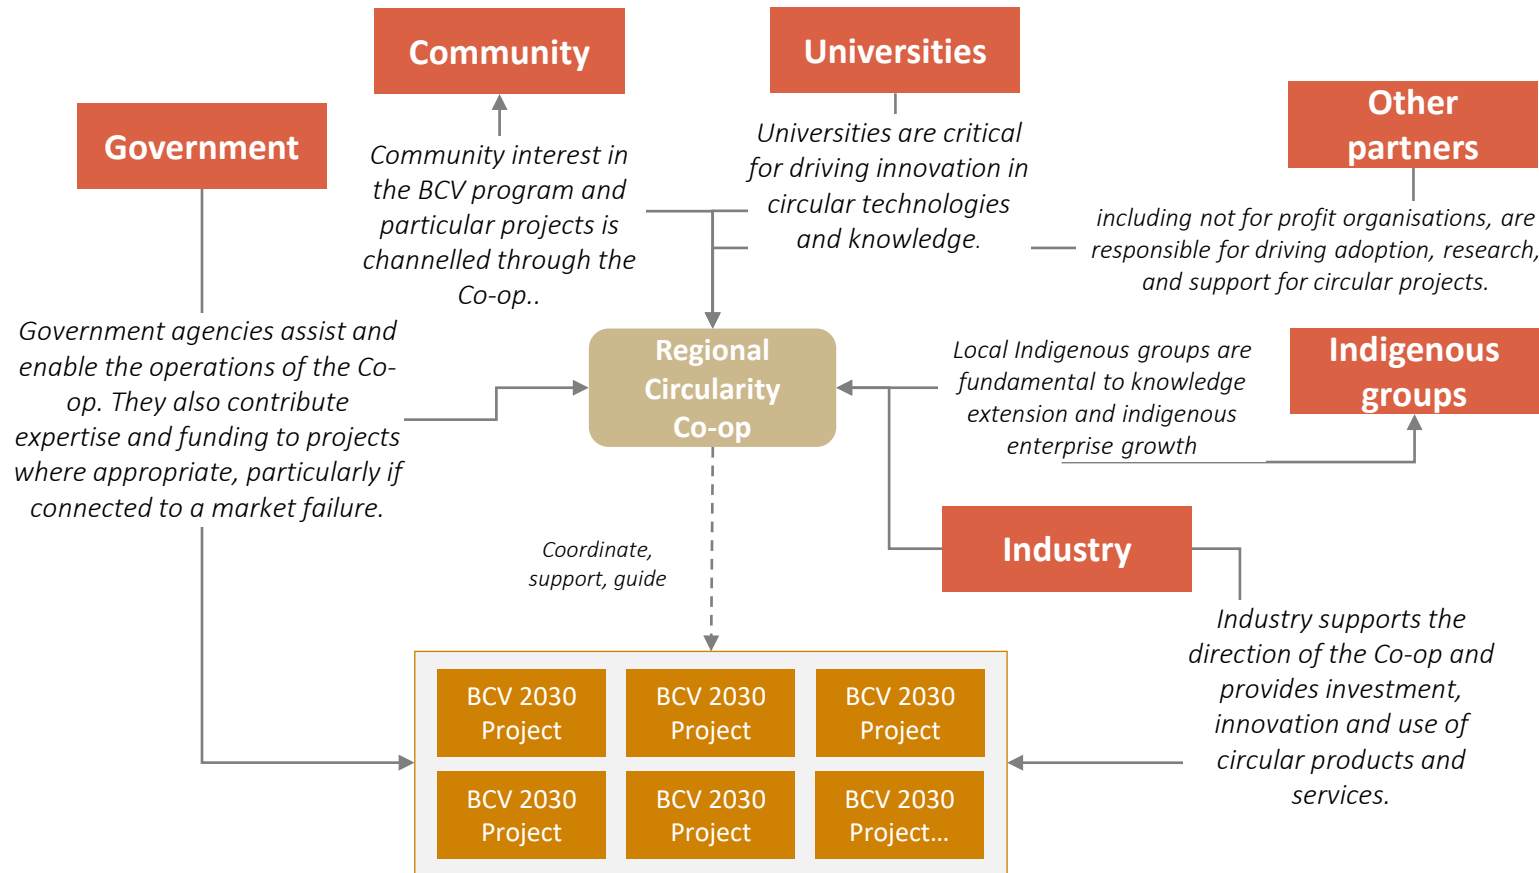 Community
Universities
Government
Other
partners
Community interest in
the BCV program and
particular projects is
channelled through the
Co-op..
Universities are critical
for driving innovation in
circular technologies
and knowledge.
including not for profit organisations, are
responsible for driving adoption, research,
and support for circular projects.
Government agencies assist and
enable the operations of the Co-
op. They also contribute
expertise and funding to projects
where appropriate, particularly if
connected to a market failure.
Regional
Circularity
Co-op
Local Indigenous groups are
fundamental to knowledge
extension and indigenous
enterprise growth
Indigenous
groups
Coordinate,
support, guide
Industry
Industry supports the
direction of the Co-op and
provides investment,
innovation and use of
circular products and
services.
BCV 2030
Project
BCV 2030
Project
BCV 2030
Project
BCV 2030
Project
BCV 2030
Project
BCV 2030
Project...